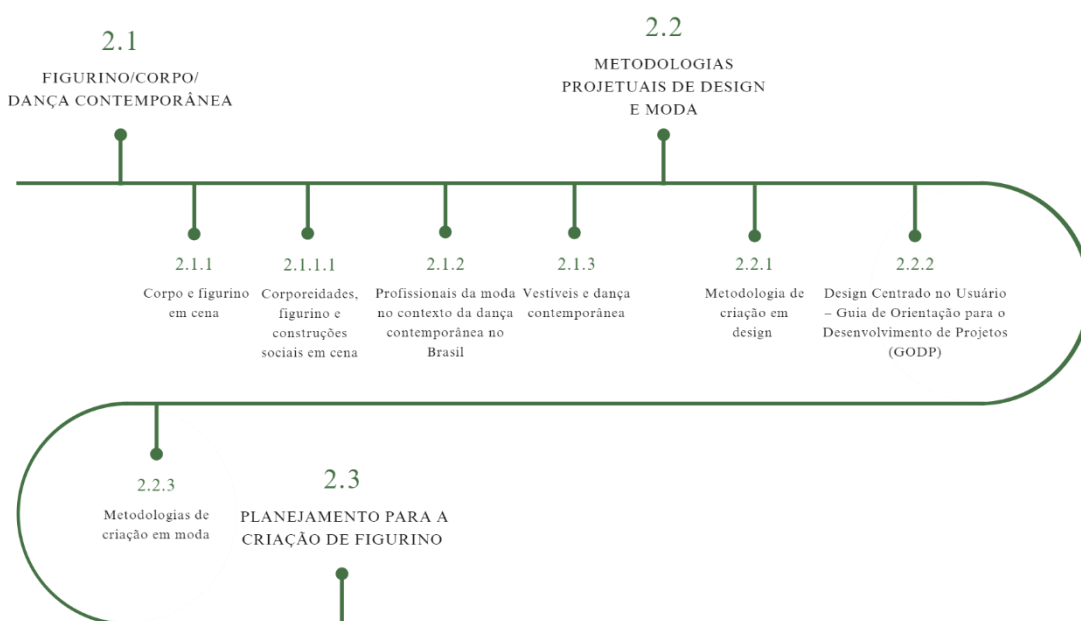 2.1
FIGURINO/CORPO/
DANÇA CONTEMPORÂNEA
2.2
METODOLOGIAS
PROJETUAIS DE DESIGN
E MODA
2.1.1
Corpo e figurino
em cena
2.1.1.1
Corporeidades,
figurino e
construções
sociais em cena
2.1.2
Profissionais da moda
no contexto da dança
contemporânea no
Brasil
2.1.3
Vestíveis e dança
contemporânea
2.2.1
Metodologia de
criação em
design
2.2.2
Design Centrado no Usuário
– Guia de Orientação para o
Desenvolvimento de Projetos
(GODP)
2.2.3
Metodologias de
criação em moda
2.3
PLANEJAMENTO PARA A
CRIAÇÃO DE FIGURINO